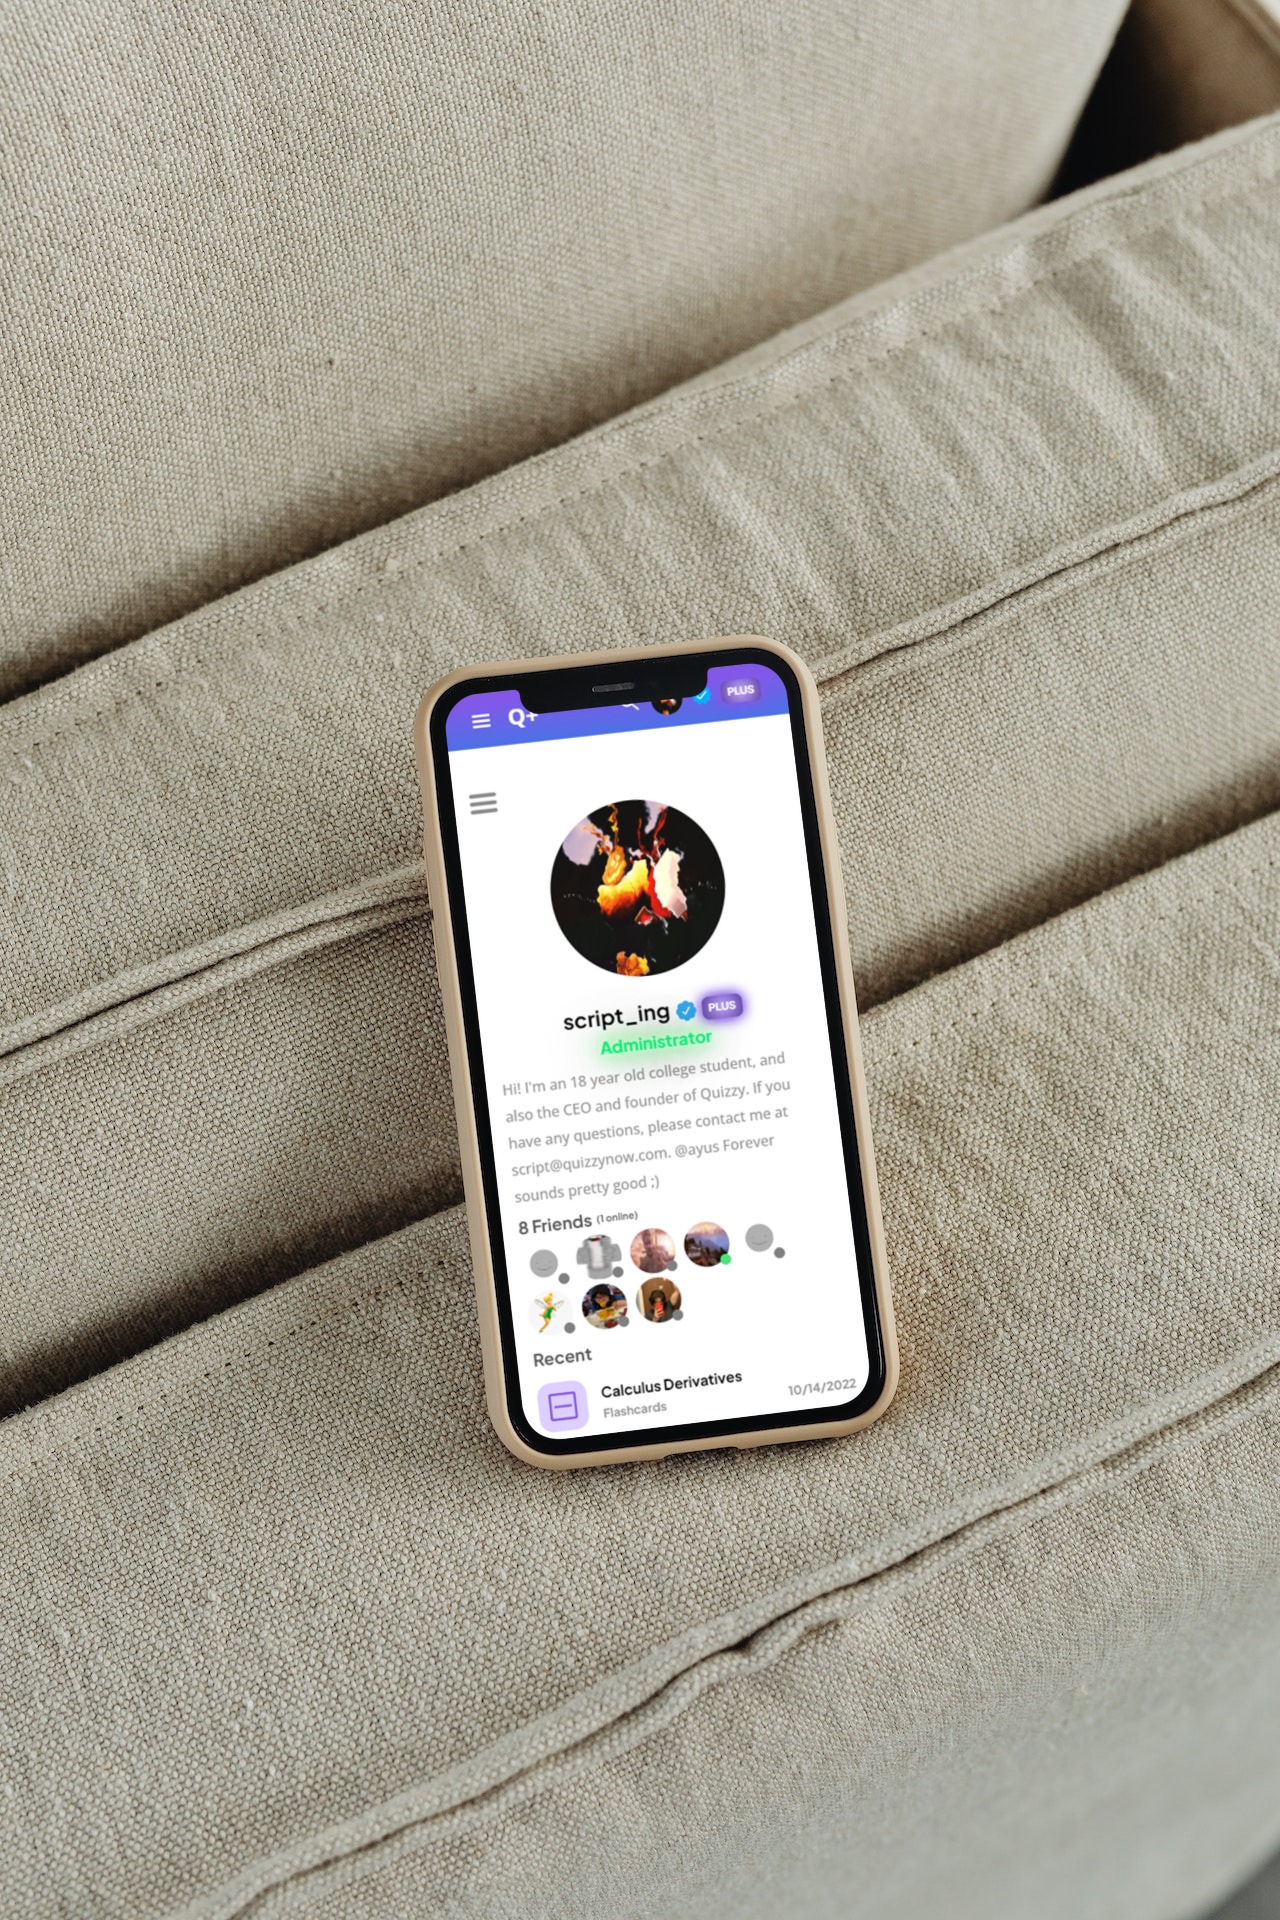 Q+
PLUS
script_ing PLUS
Administrator
Hi! I'm an 18 year old college student, and
also the CEO and founder of Quizzy. If you
have any questions, please contact me at
script@quizzynow.com. @ayus Forever
sounds pretty good ;)
8 Friends (1 online)
Recent
Calculus Derivatives
Flashcards
10/14/2022